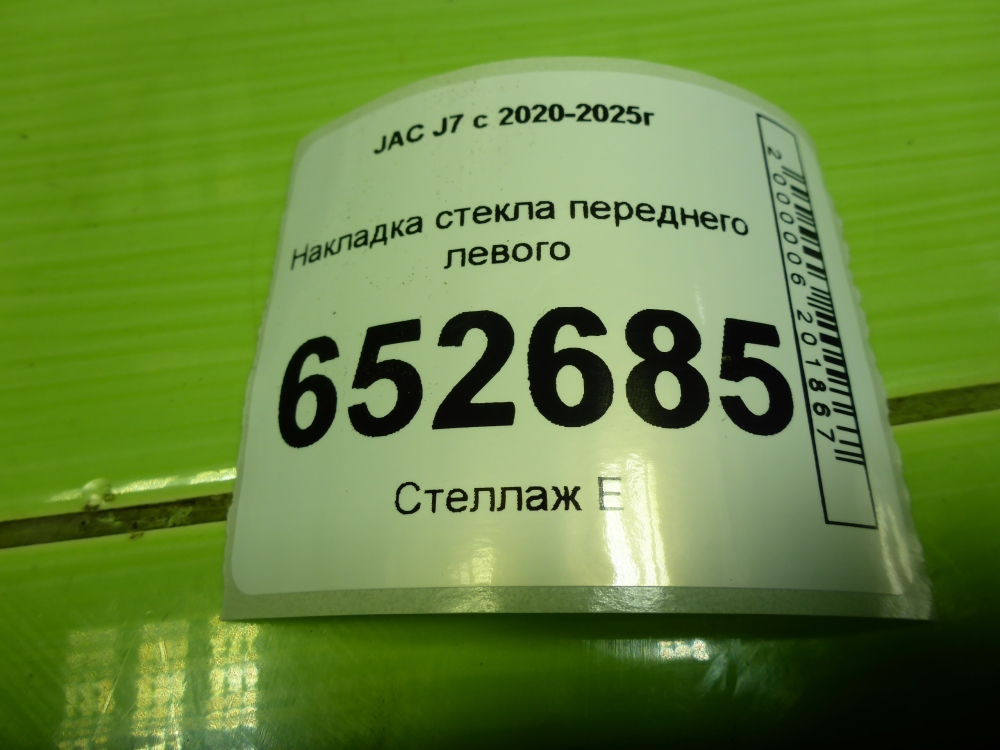 JAC J7 с 2020-2025г
Накладка стекла переднего
левого
652685
Стеллаж Е
2000006201867